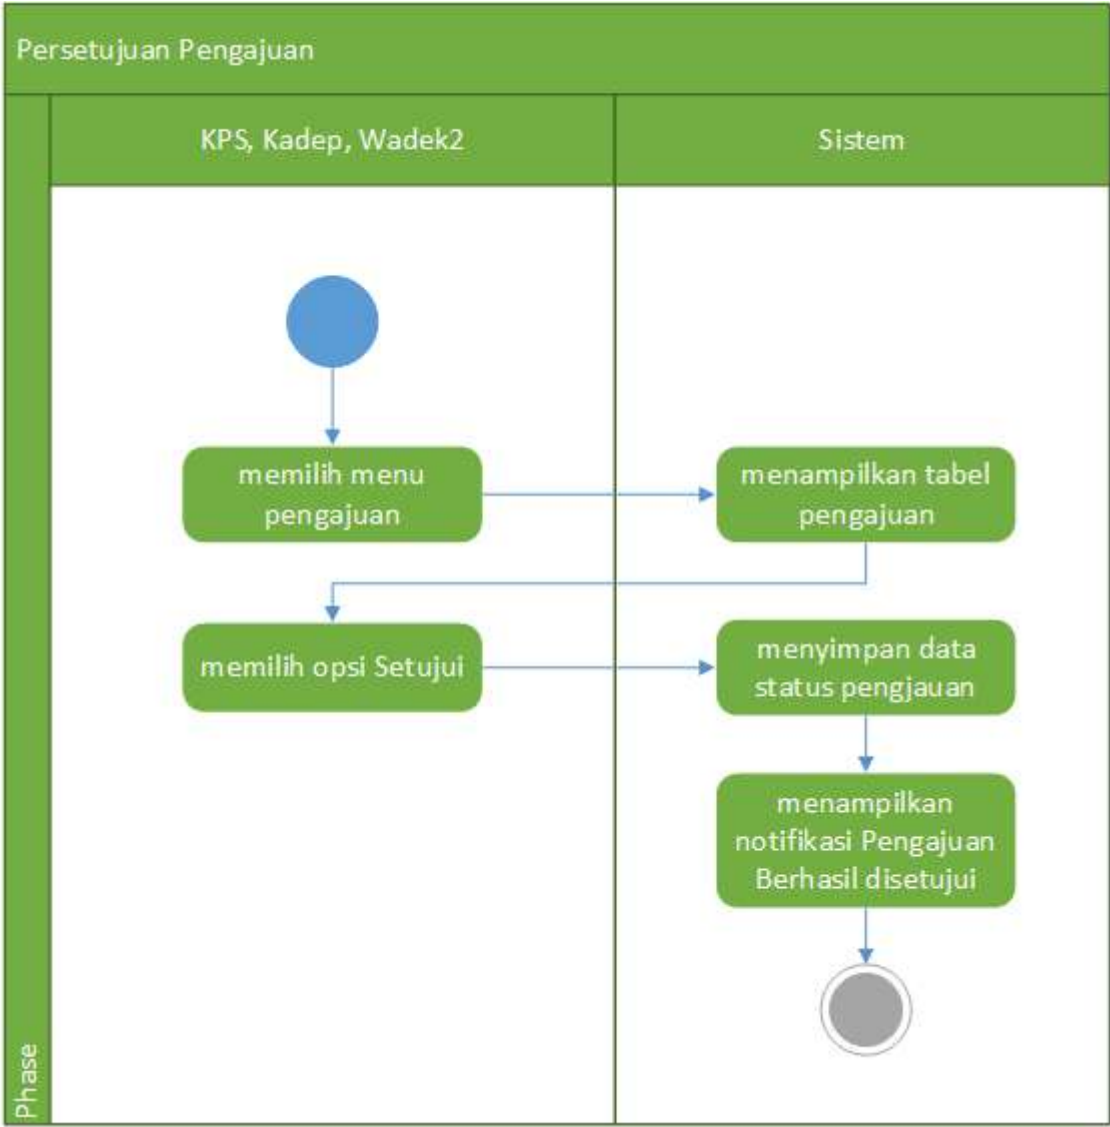 Persetujuan Pengajuan
KPS, Kadep, Wadek2
Sistem
memilih menu
pengajuan
menampilkan tabel
pengajuan
memilih opsi Setujui
menyimpan data
status pengjauan
menampilkan
notifikasi Pengajuan
Berhasil disetujui
Phase